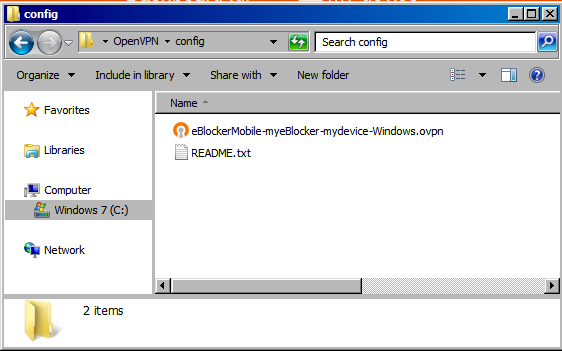 config
OpenVPN config
Search config
Organize Include in library Share with New folder
Favorites
Libraries
Computer
Windows 7 (C:)
Network
Name
eBlockerMobile-myeBlocker-mydevice-Windows.ovpn
README.txt
2 items